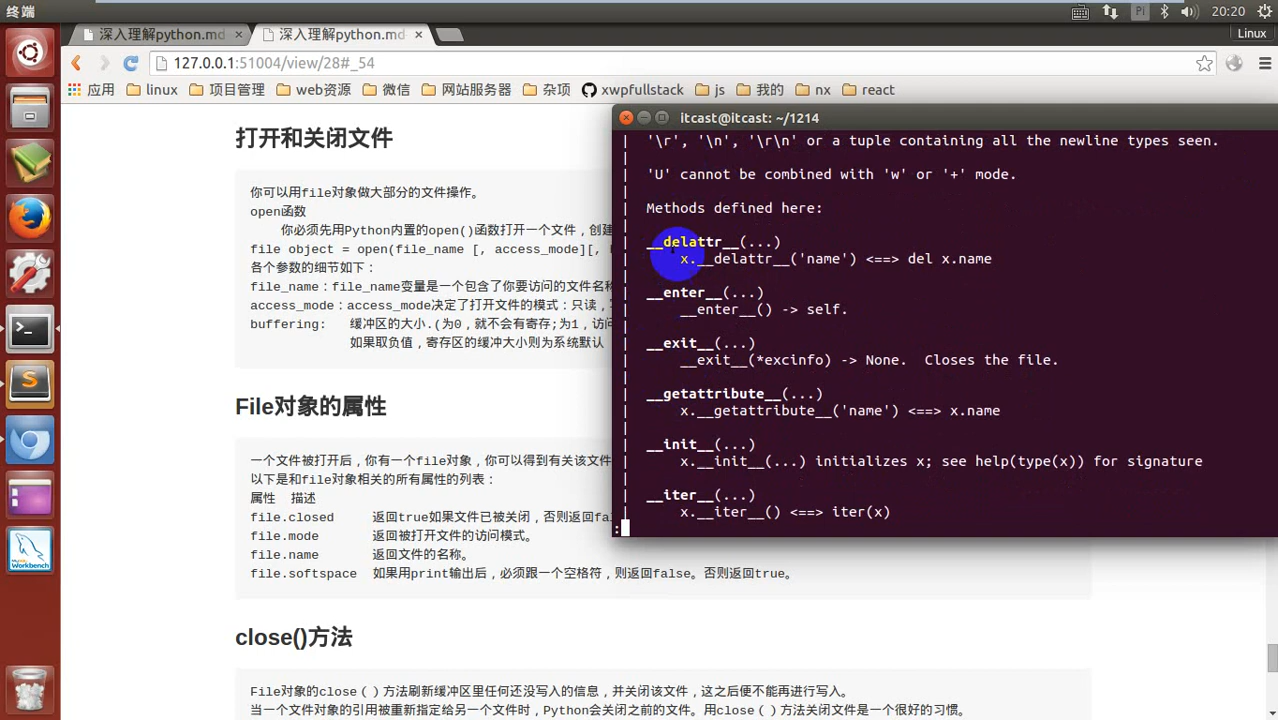 终端
Pi
20:20
Linux
深入理解python.md
深入理解python.md
127.0.0.1:51004/view/28#_54
应用 linux 项目管理 web资源 微信 网站服务器 杂项 xwpfullstack js 我的 nx react
打开和关闭文件
你可以用file对象做大部分的文件操作。
open函数
你必须先用Python内置的open()函数打开一个文件，创建
file object = open(file_name [, access_mode][,
各个参数的细节如下：
file_name：file_name变量是一个包含了你要访问的文件名称
access_mode：access_mode决定了打开文件的模式：只读，
buffering: 缓冲区的大小.(为0，就不会有寄存;为1，访问
如果取负值，寄存区的缓冲大小则为系统默认
File对象的属性
一个文件被打开后，你有一个file对象，你可以得到有关该文件
以下是和file对象相关的所有属性的列表：
属性 描述
file.closed 返回true如果文件已被关闭，否则返回fal
file.mode 返回被打开文件的访问模式。
file.name 返回文件的名称。
file.softspace 如果用print输出后，必须跟一个空格符，则返回false。否则返回true。
close()方法
File对象的close（）方法刷新缓冲区里任何还没写入的信息，并关闭该文件，这之后便不能再进行写入。
当一个文件对象的引用被重新指定给另一个文件时，Python会关闭之前的文件。用close（）方法关闭文件是一个很好的习惯。
itcast@itcast: ~/1214
| '\r', '\n', '\r\n' or a tuple containing all the newline types seen.
|
| 'U' cannot be combined with 'w' or '+' mode.
|
| Methods defined here:
|
| __delattr__(...)
| x.__delattr__('name') <==> del x.name
|
| __enter__(...)
| __enter__() -> self.
|
| __exit__(...)
| __exit__(*excinfo) -> None. Closes the file.
|
| __getattribute__(...)
| x.__getattribute__('name') <==> x.name
|
| __init__(...)
| x.__init__(...) initializes x; see help(type(x)) for signature
|
| __iter__(...)
| x.__iter__() <==> iter(x)
:
MySQL
Workbench